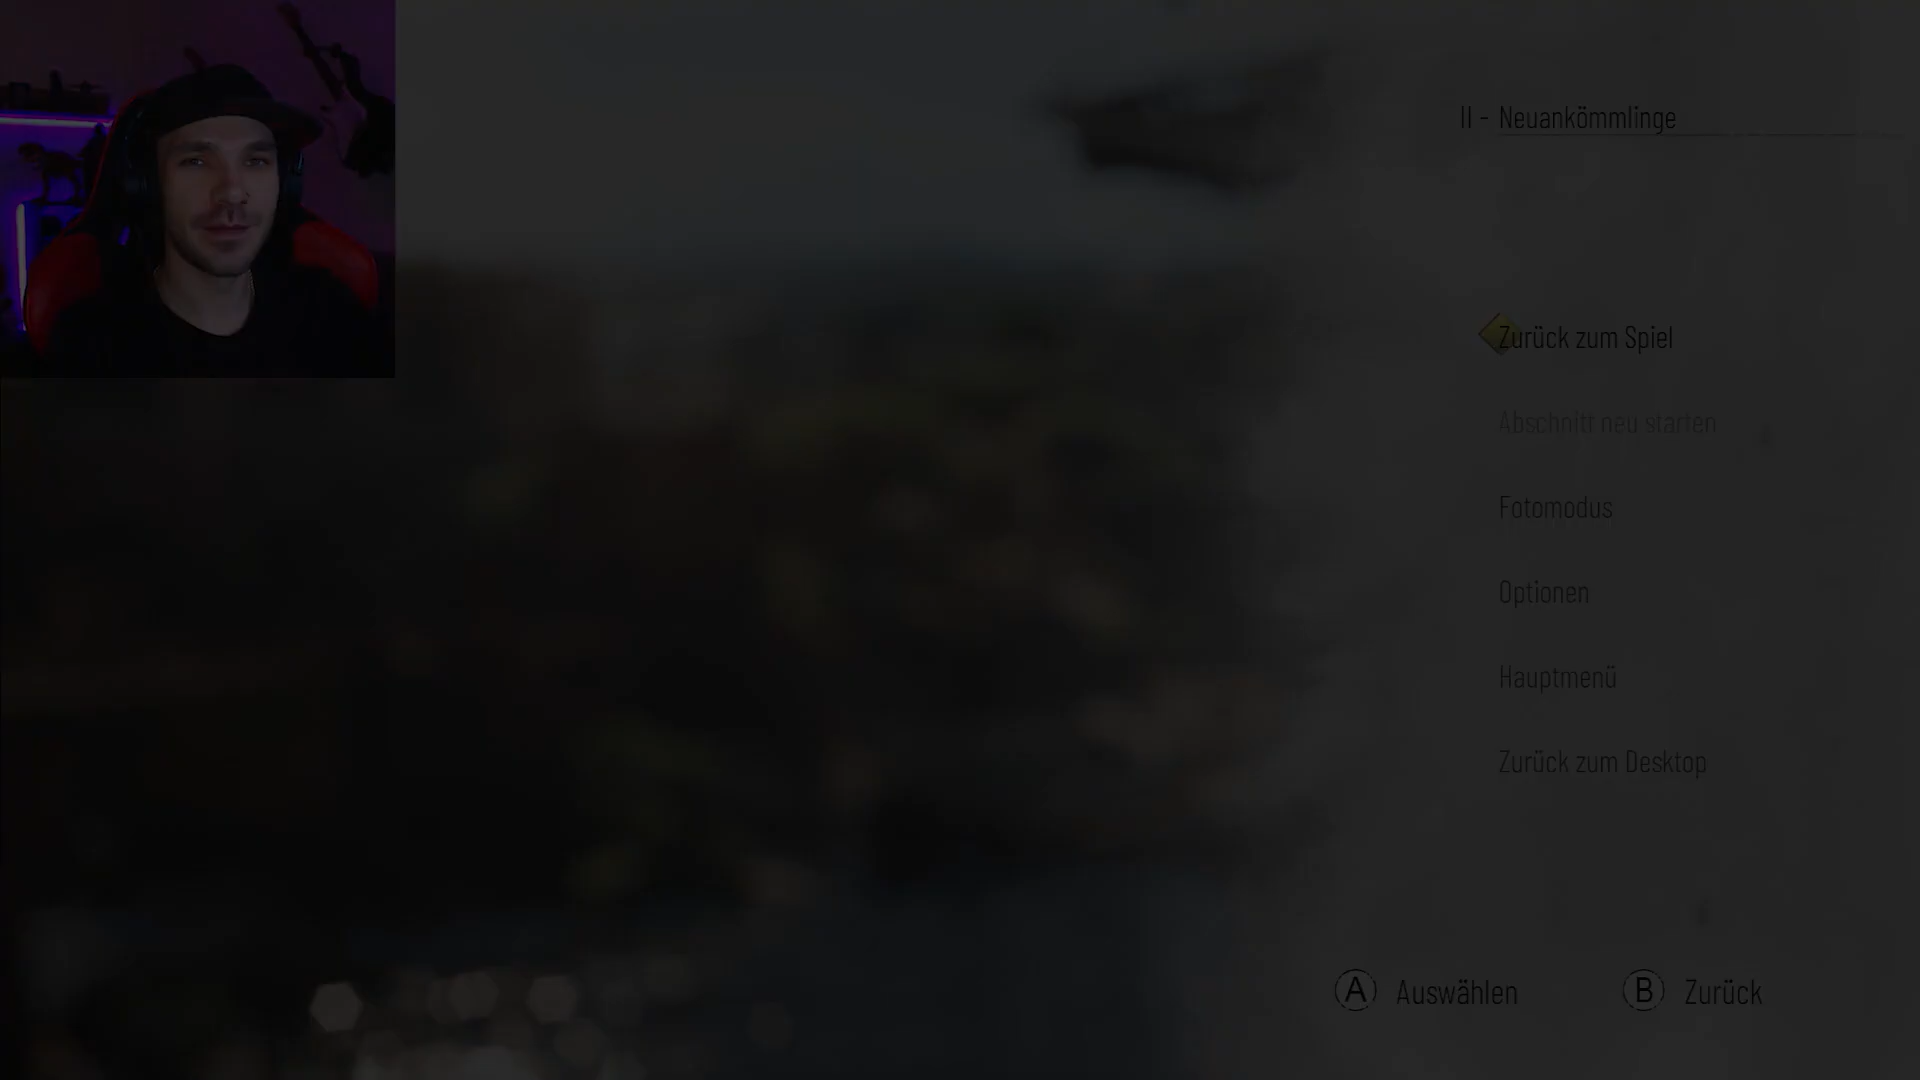 II - Neuankömmlinge
Zurück zum Spiel
Abschnitt neu starten
Fotomodus
Optionen
Hauptmenü
Zurück zum Desktop
A Auswählen B Zurück